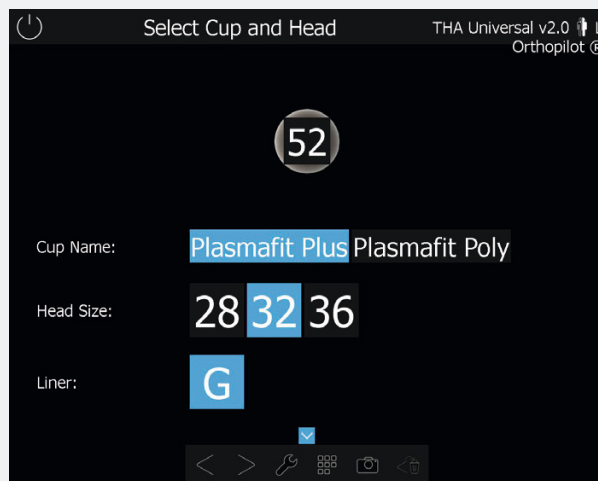 Select Cup and Head
THA Universal v2.0 L
Orthopilot ®
52
Cup Name: Plasmafit Plus Plasmafit Poly
Head Size: 28 32 36
Liner: G